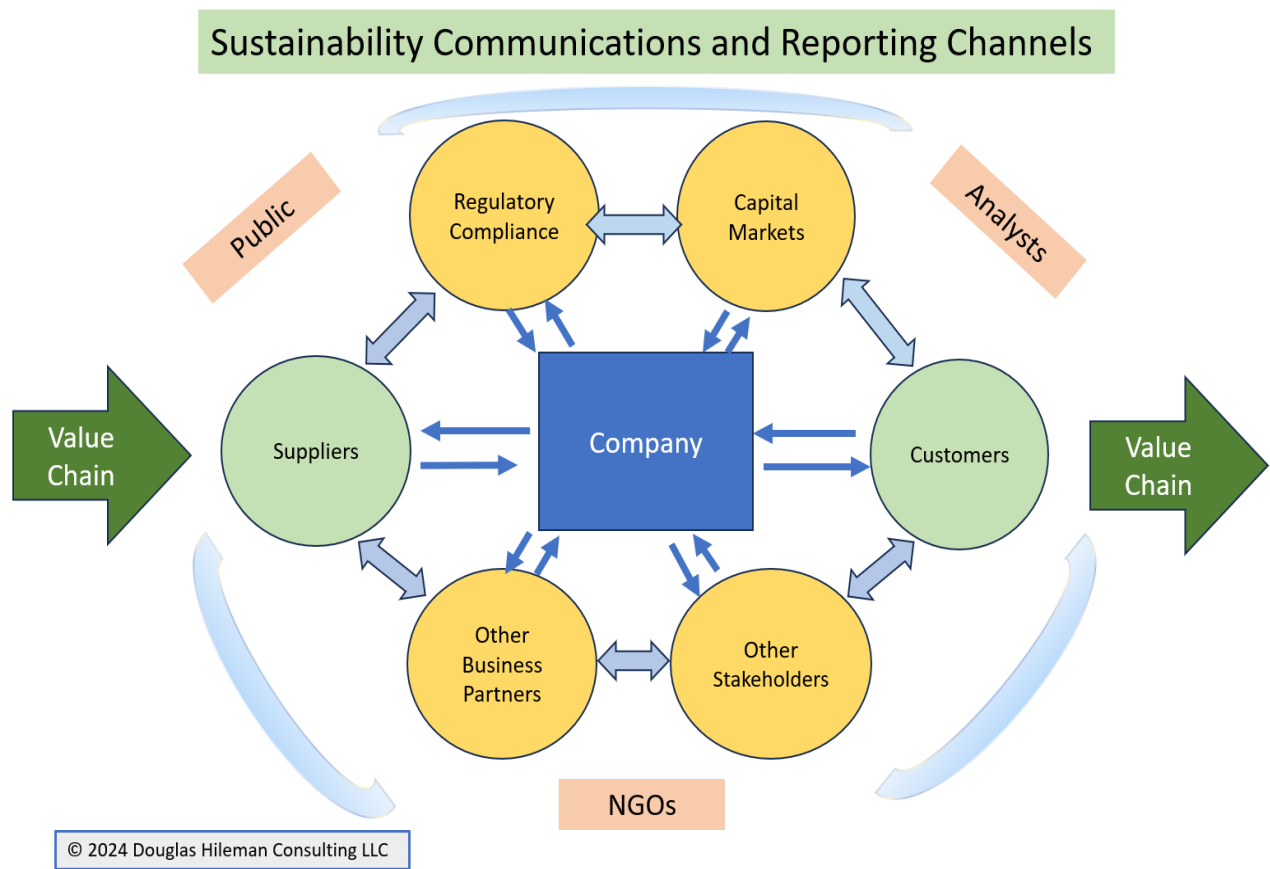 Sustainability Communications and Reporting Channels
Public
Regulatory
Compliance
Capital
Markets
Analysts
Value
Chain
Suppliers
Company
Customers
Value
Chain
Other
Business
Partners
Other
Stakeholders
NGOs
© 2024 Douglas Hileman Consulting LLC